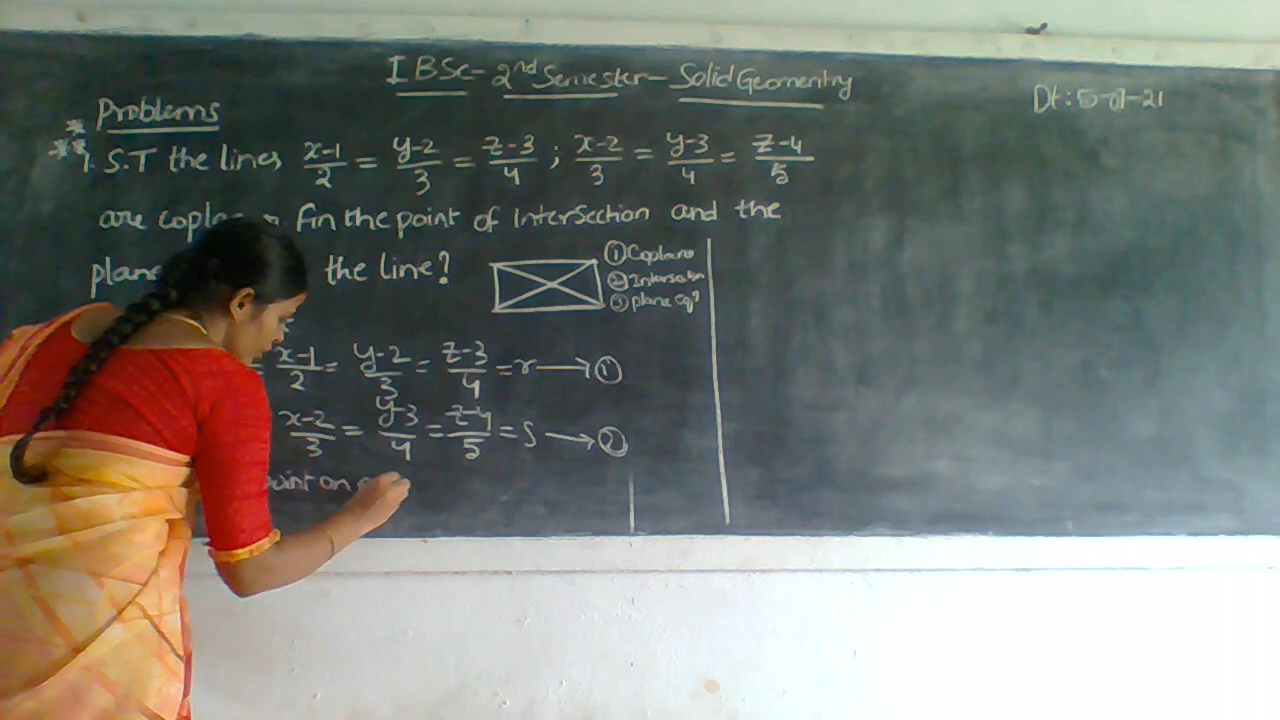 I BSc - 2nd Semester - Solid Geomentry
Dt: 5-07-21
Problems
1. S.T the lines x-1/2 = y-2/3 = z-3/4 ; x-2/3 = y-3/4 = z-4/5
are fin the point of Intersection and the
plane the line?
① Coplanar
② Intersection
③ plane eqn
= x-1/2 = y-2/3 = z-3/4 = r → ①
x-2/3 = y-3/4 = z-4/5 = s → ②
point on